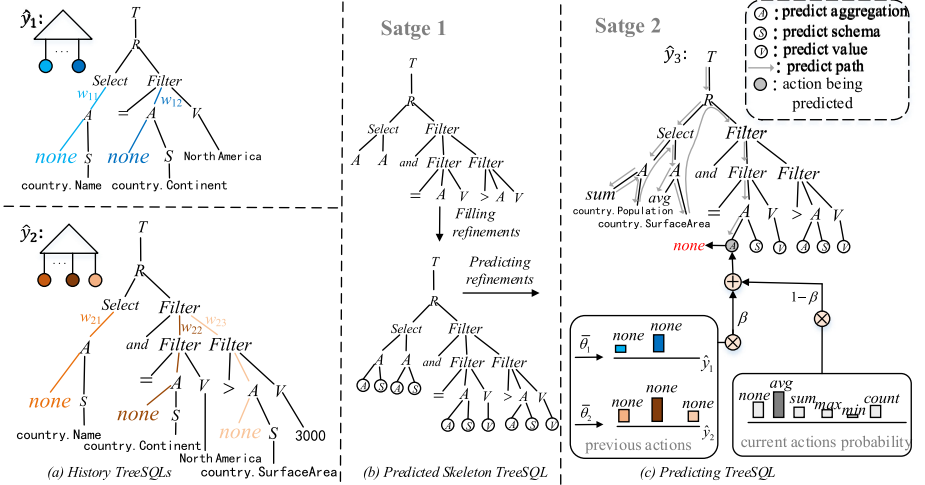 ŷ₁:
...
T
R
Select
Filter
w₁₁
w₁₂
A
=
A
V
none
S
none
S
North America
country.Name
country.Continent
ŷ₂:
...
T
R
Select
Filter
w₂₁
w₂₂
w₂₃
A
and
Filter
Filter
=
A
V
>
A
V
none
S
none
S
none
S
3000
country.Name
country.Continent
North America
country.SurfaceArea
(a) History TreeSQLs
Satge 1
T
R
Select
Filter
A
A
and
Filter
Filter
=
A
V
>
A
V
Filling
refinements
T
Predicting
refinements
R
Select
Filter
A
A
and
Filter
Filter
A
S
A
S
=
A
V
>
A
V
A
S
V
A
S
V
(b) Predicted Skeleton TreeSQL
Satge 2
ŷ₃:
T
R
Select
Filter
A
A
and
Filter
Filter
sum
avg
country.Population
country.SurfaceArea
=
A
V
>
A
V
none
A
S
V
A
S
V
+
β
1−β
θ̄₁
none
none
ŷ₁
θ̄₂
none
none
none
ŷ₂
previous actions
none
avg
sum
max
min
count
current actions probability
(c) Predicting TreeSQL
A : predict aggregation
S : predict schema
V : predict value
: predict path
: action being
predicted